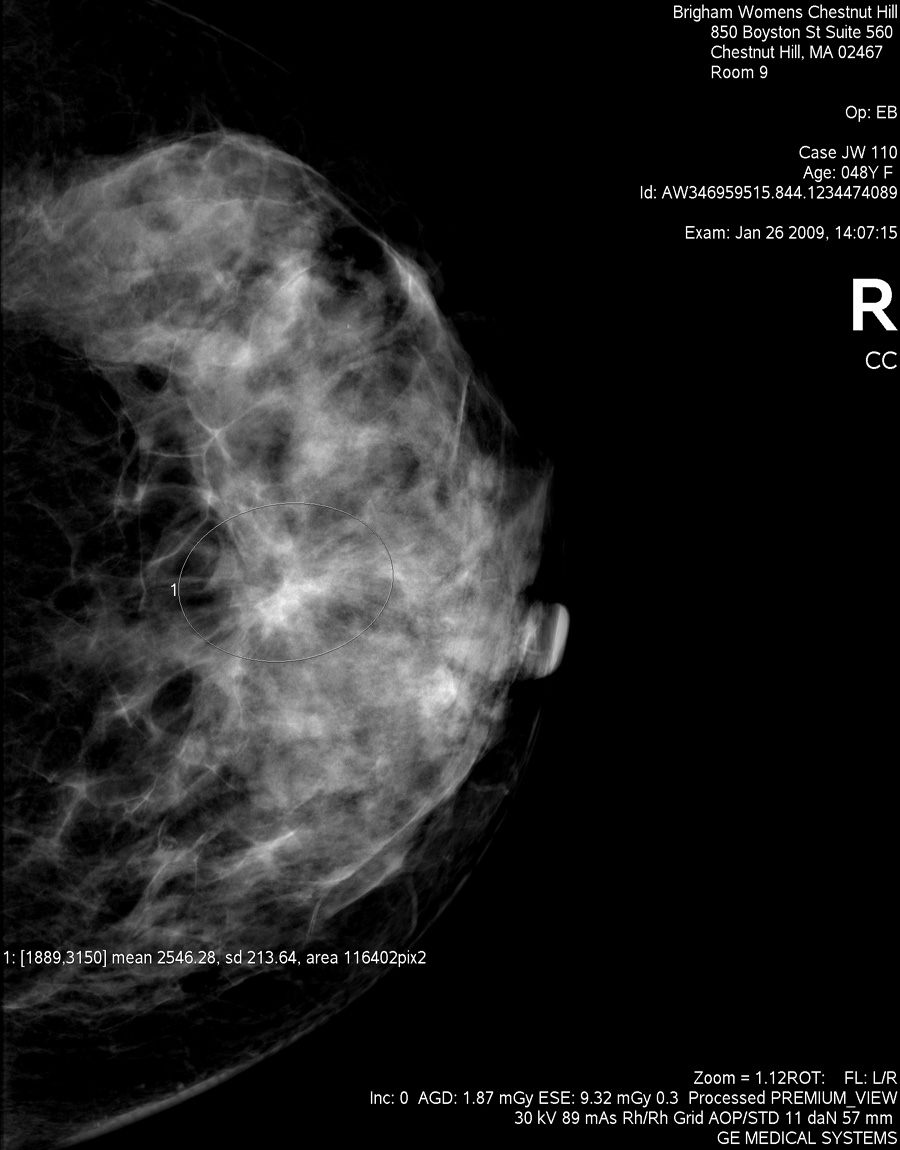 Brigham Womens Chestnut Hill
850 Boyston St Suite 560
Chestnut Hill, MA 02467
Room 9
Op: EB
Case JW 110
Age: 048Y F
Id: AW346959515.844.1234474089
Exam: Jan 26 2009, 14:07:15
R
CC
1
1: [1889,3150] mean 2546.28, sd 213.64, area 116402pix2
Zoom = 1.12ROT: FL: L/R
Inc: 0 AGD: 1.87 mGy ESE: 9.32 mGy 0.3 Processed PREMIUM_VIEW
30 kV 89 mAs Rh/Rh Grid AOP/STD 11 daN 57 mm
GE MEDICAL SYSTEMS